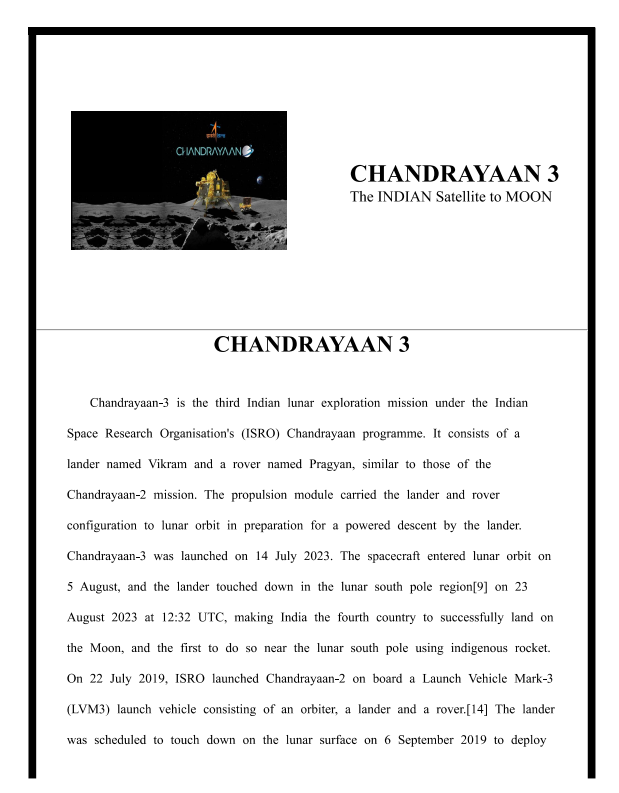 CHANDRAYAAN 3
CHANDRAYAAN 3
The INDIAN Satellite to MOON
CHANDRAYAAN 3
Chandrayaan-3 is the third Indian lunar exploration mission under the Indian
Space Research Organisation's (ISRO) Chandrayaan programme. It consists of a
lander named Vikram and a rover named Pragyan, similar to those of the
Chandrayaan-2 mission. The propulsion module carried the lander and rover
configuration to lunar orbit in preparation for a powered descent by the lander.
Chandrayaan-3 was launched on 14 July 2023. The spacecraft entered lunar orbit on
5 August, and the lander touched down in the lunar south pole region[9] on 23
August 2023 at 12:32 UTC, making India the fourth country to successfully land on
the Moon, and the first to do so near the lunar south pole using indigenous rocket.
On 22 July 2019, ISRO launched Chandrayaan-2 on board a Launch Vehicle Mark-3
(LVM3) launch vehicle consisting of an orbiter, a lander and a rover.[14] The lander
was scheduled to touch down on the lunar surface on 6 September 2019 to deploy